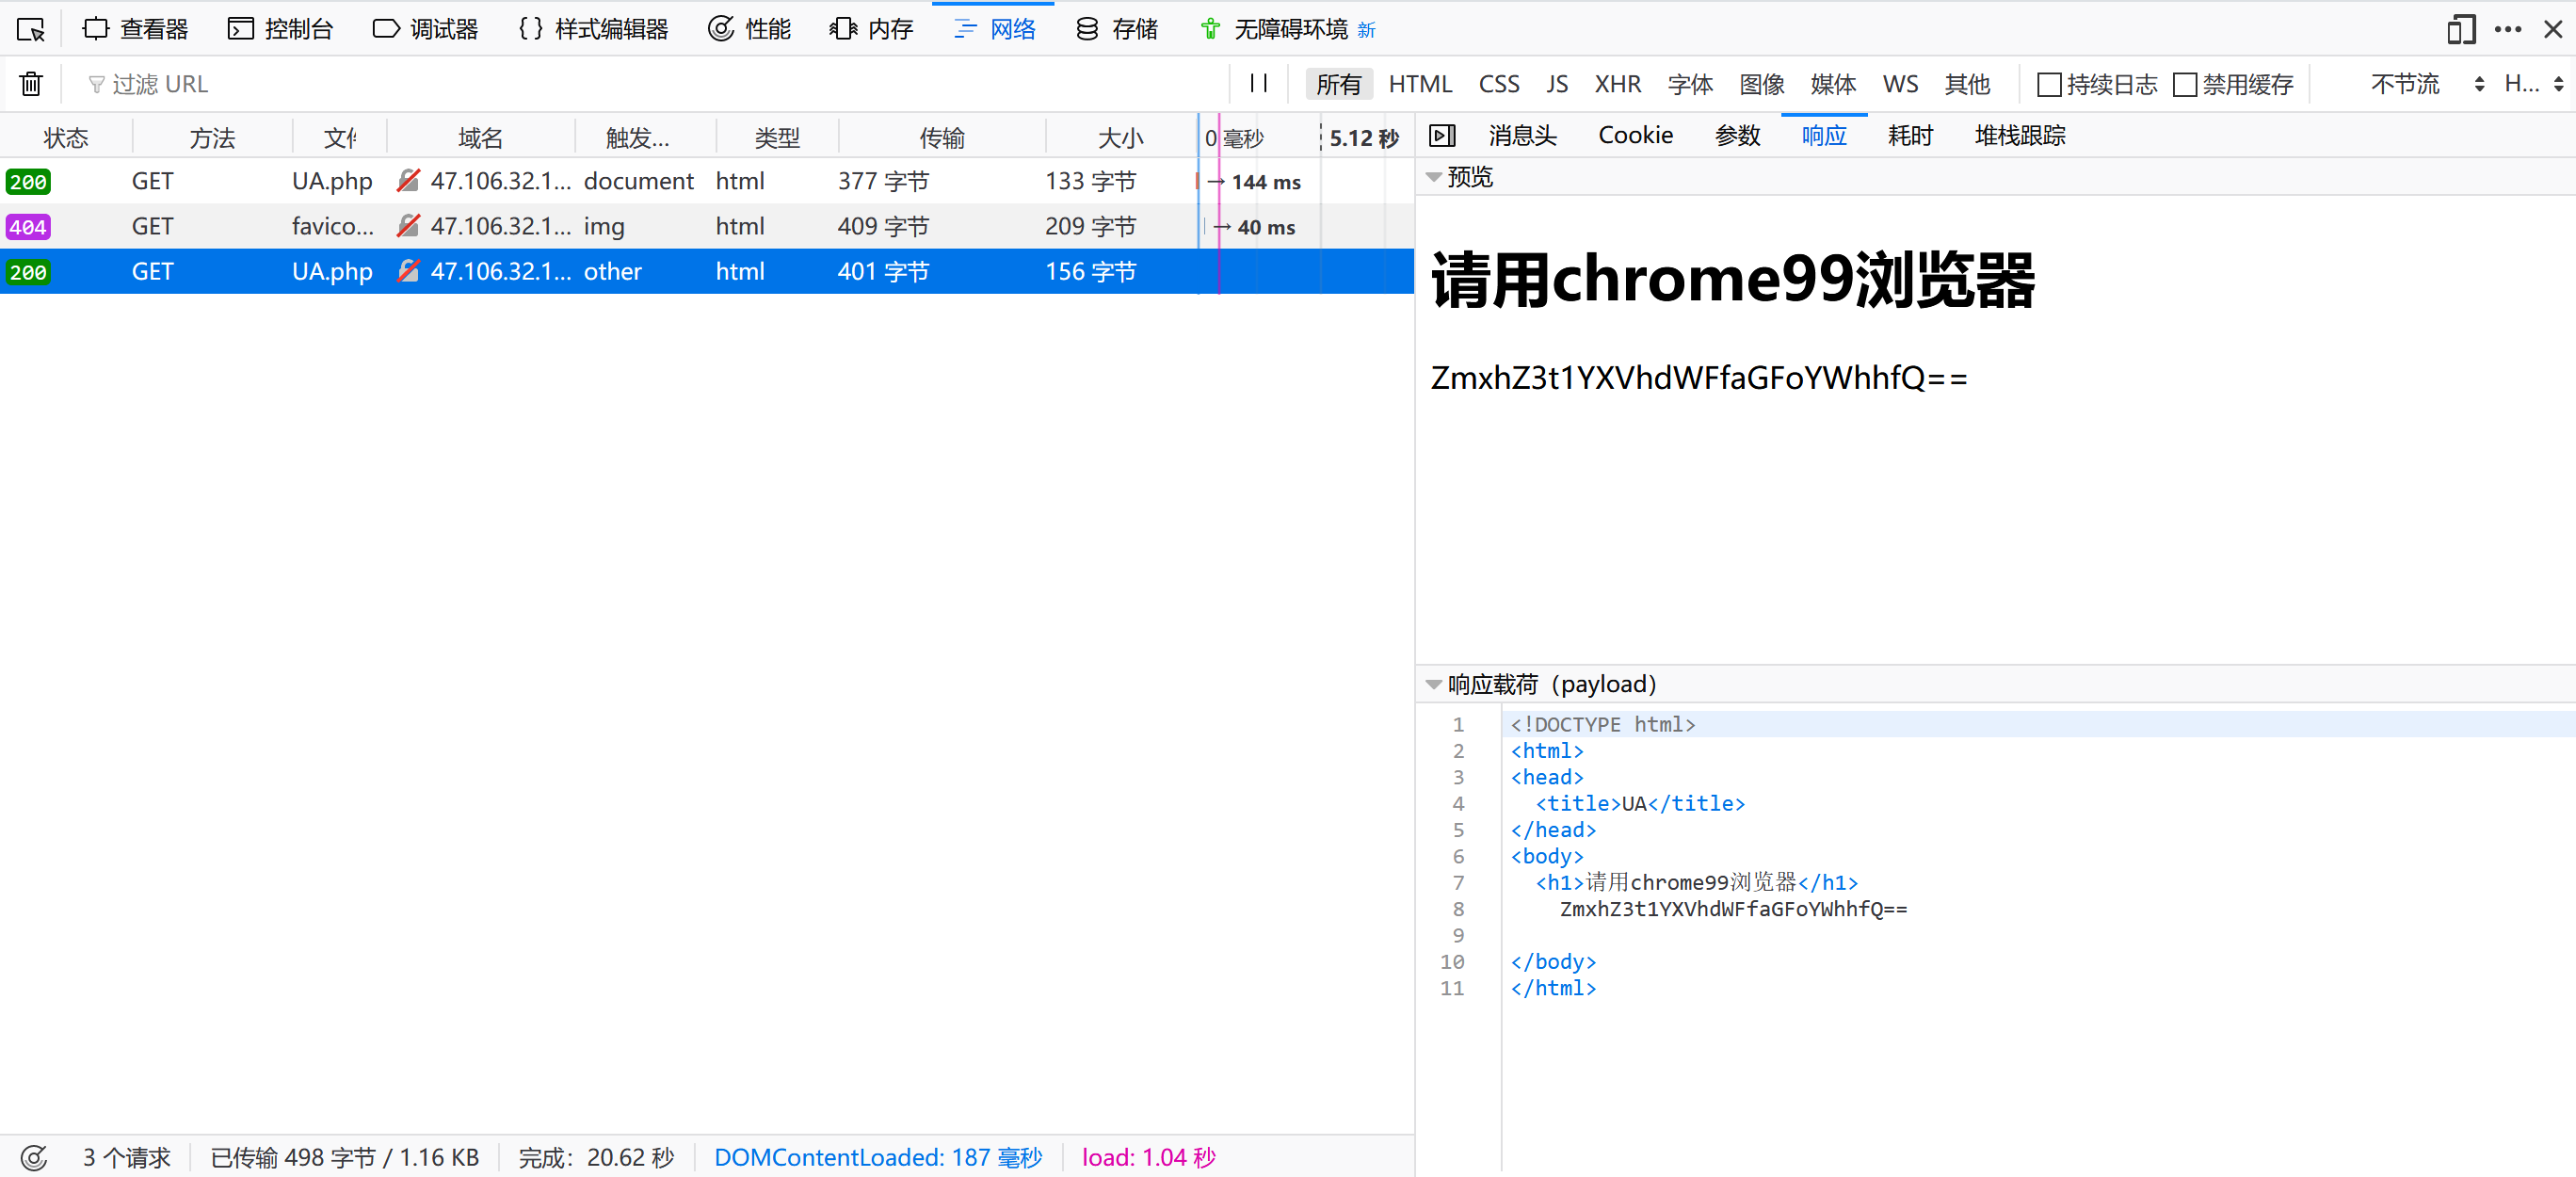 查看器 控制台 调试器 {} 样式编辑器 性能 内存 网络 存储 无障碍环境 新
过滤 URL 所有 HTML CSS JS XHR 字体 图像 媒体 WS 其他 持续日志 禁用缓存 不节流 H...
状态 方法 文件 域名 触发... 类型 传输 大小 0 毫秒 5.12 秒
200 GET UA.php 47.106.32.1... document html 377 字节 133 字节 → 144 ms
404 GET favico... 47.106.32.1... img html 409 字节 209 字节 → 40 ms
200 GET UA.php 47.106.32.1... other html 401 字节 156 字节
消息头 Cookie 参数 响应 耗时 堆栈跟踪
预览
请用chrome99浏览器
ZmxhZ3t1YXVhdWFfaGFoYWhhfQ==
响应载荷（payload）
1 <!DOCTYPE html>
2 <html>
3 <head>
4 <title>UA</title>
5 </head>
6 <body>
7 <h1>请用chrome99浏览器</h1>
8 ZmxhZ3t1YXVhdWFfaGFoYWhhfQ==
9
10 </body>
11 </html>
3 个请求 已传输 498 字节 / 1.16 KB 完成：20.62 秒 DOMContentLoaded: 187 毫秒 load: 1.04 秒